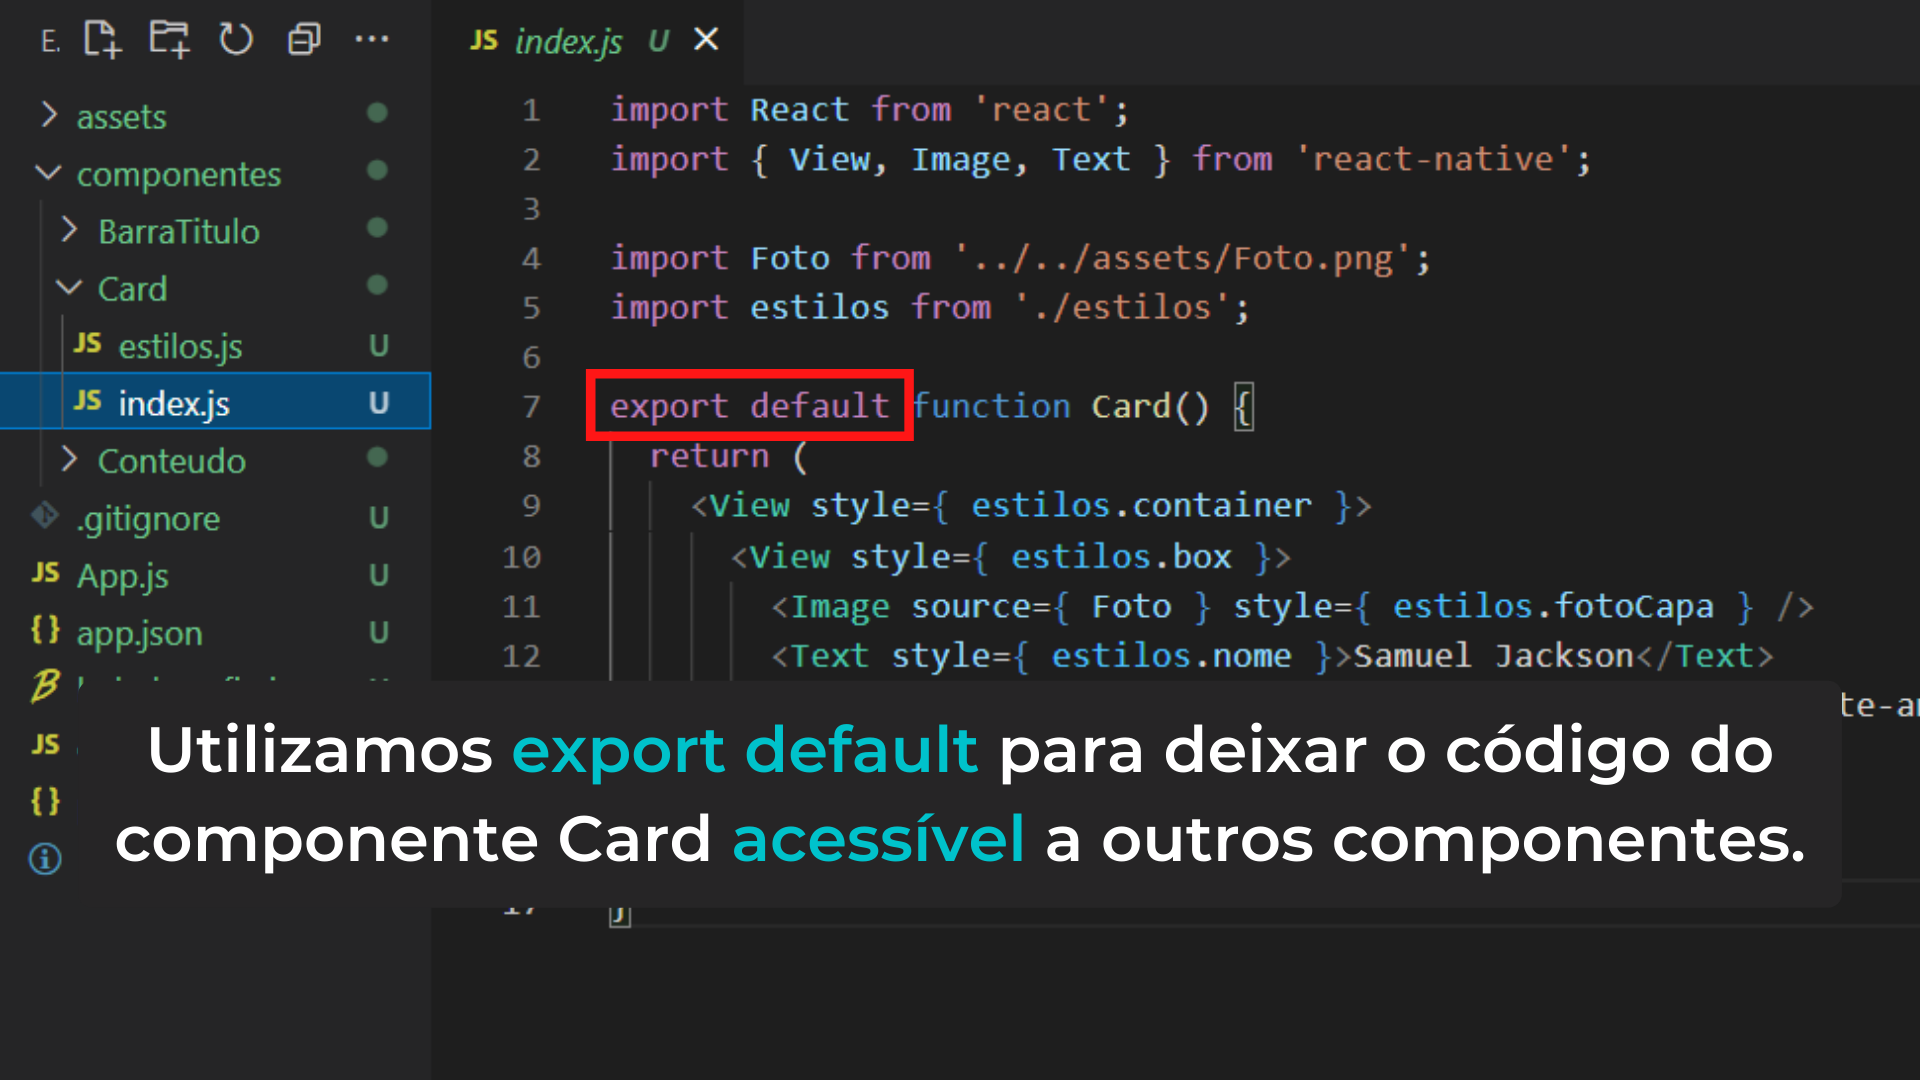 E.
JS index.js U
assets
componentes
BarraTitulo
Card
JS estilos.js U
JS index.js U
Conteudo
.gitignore U
JS App.js U
{} app.json U
JS
{}
1 import React from 'react';
2 import { View, Image, Text } from 'react-native';
3
4 import Foto from '../../assets/Foto.png';
5 import estilos from './estilos';
6
7 export default function Card() {
8 return (
9 <View style={ estilos.container }>
10 <View style={ estilos.box }>
11 <Image source={ Foto } style={ estilos.fotoCapa } />
12 <Text style={ estilos.nome }>Samuel Jackson</Text>
Utilizamos export default para deixar o código do
componente Card acessível a outros componentes.
17 }